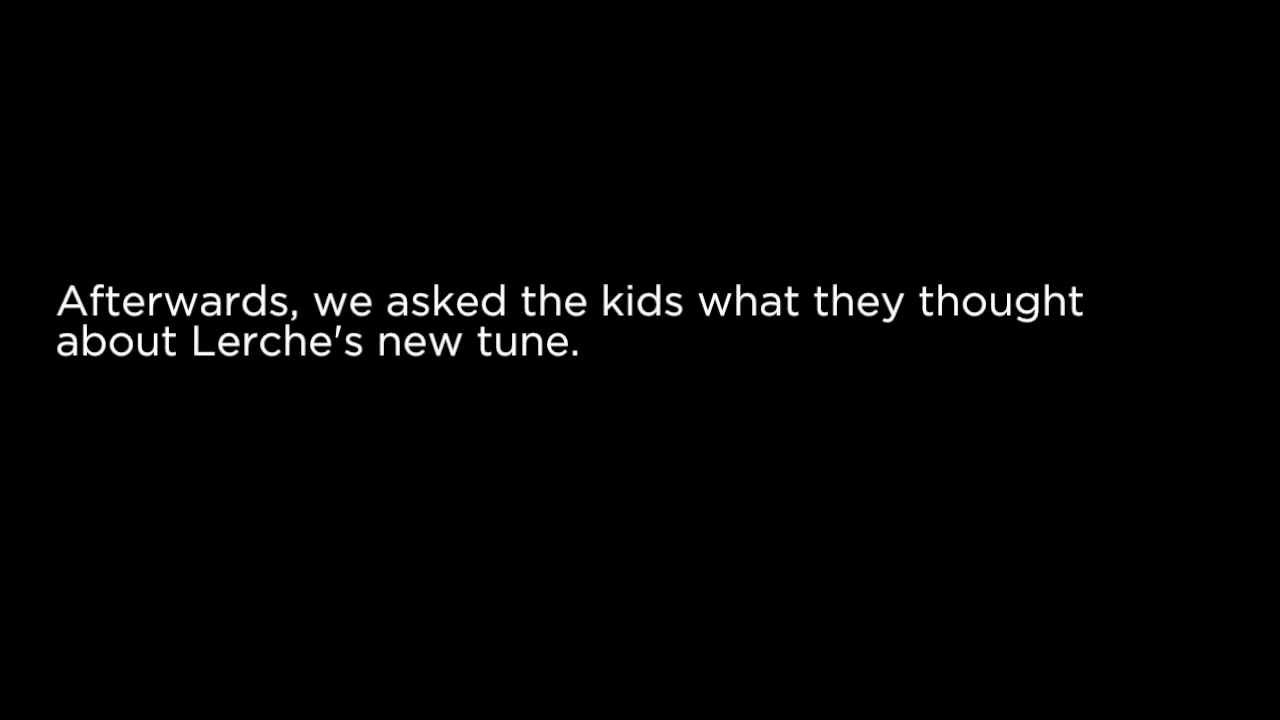 Afterwards, we asked the kids what they thought
about Lerche's new tune.